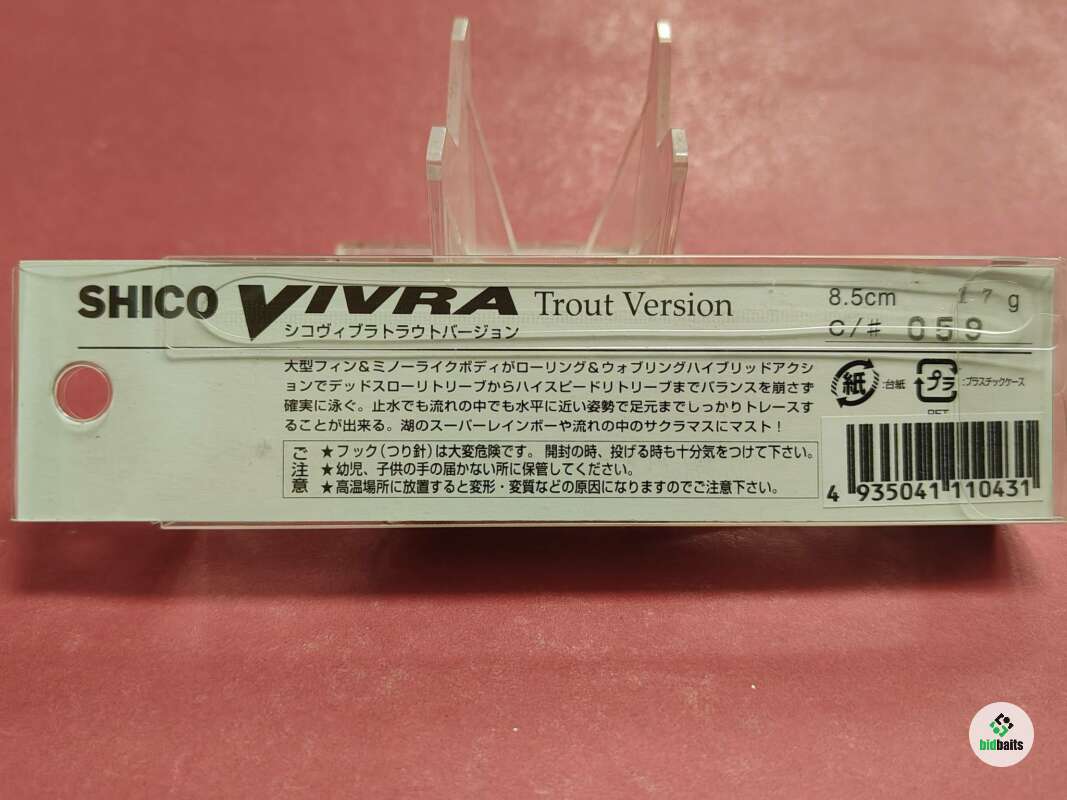 SHICO VIVRA Trout Version 8.5cm 17 g
シコヴィブラトラウトバージョン C/# 059
大型フィン＆ミノーライクボディがローリング＆ウォブリングハイブリッドアクシ
ョンでデッドスローリトリーブからハイスピードリトリーブまでバランスを崩さず
確実に泳ぐ。止水でも流れの中でも水平に近い姿勢で足元までしっかりトレースす
ることが出来る。湖のスーパーレインボーや流れの中のサクラマスにマスト！
紙 :台紙 プラ :プラスチックケース
PET
ご注意
★フック（つり針）は大変危険です。 開封の時、投げる時も十分気をつけて下さい。
★幼児、子供の手の届かない所に保管してください。
★高温場所に放置すると変形・変質などの原因になりますのでご注意下さい。
4 935041 110431
bidbaits